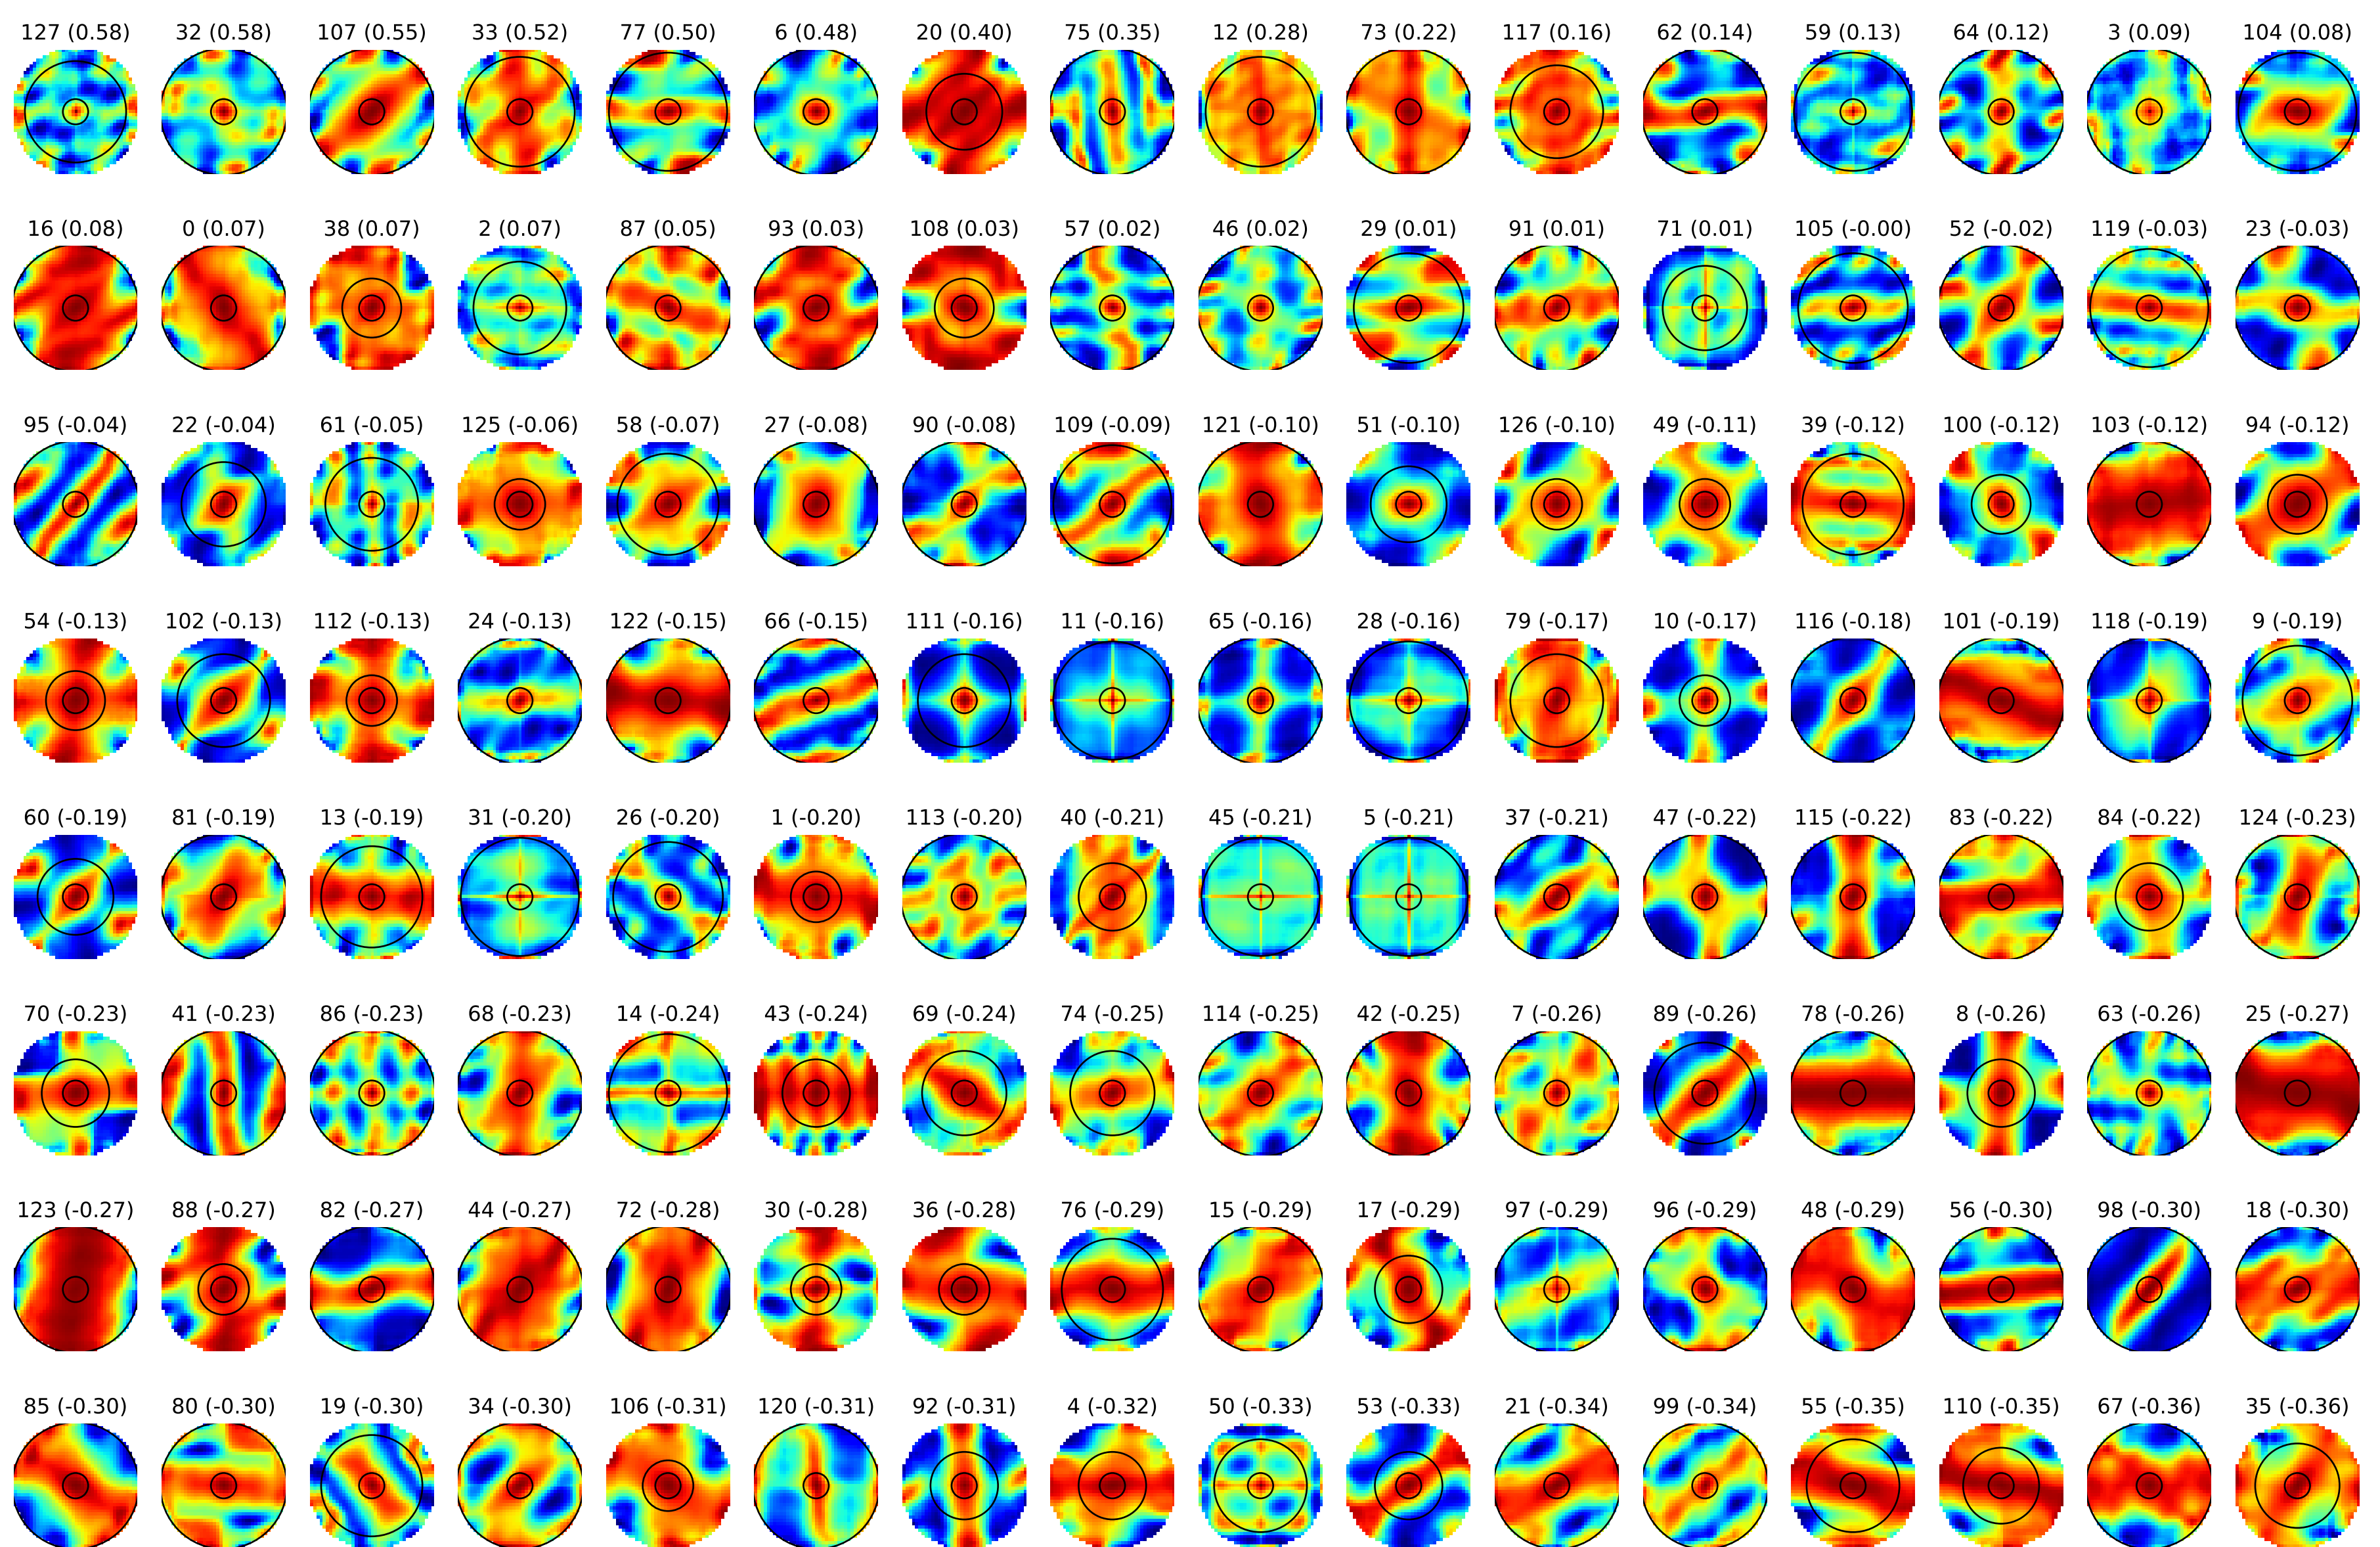 127 (0.58) 32 (0.58) 107 (0.55) 33 (0.52) 77 (0.50) 6 (0.48) 20 (0.40) 75 (0.35) 12 (0.28) 73 (0.22) 117 (0.16) 62 (0.14) 59 (0.13) 64 (0.12) 3 (0.09) 104 (0.08)
16 (0.08) 0 (0.07) 38 (0.07) 2 (0.07) 87 (0.05) 93 (0.03) 108 (0.03) 57 (0.02) 46 (0.02) 29 (0.01) 91 (0.01) 71 (0.01) 105 (-0.00) 52 (-0.02) 119 (-0.03) 23 (-0.03)
95 (-0.04) 22 (-0.04) 61 (-0.05) 125 (-0.06) 58 (-0.07) 27 (-0.08) 90 (-0.08) 109 (-0.09) 121 (-0.10) 51 (-0.10) 126 (-0.10) 49 (-0.11) 39 (-0.12) 100 (-0.12) 103 (-0.12) 94 (-0.12)
54 (-0.13) 102 (-0.13) 112 (-0.13) 24 (-0.13) 122 (-0.15) 66 (-0.15) 111 (-0.16) 11 (-0.16) 65 (-0.16) 28 (-0.16) 79 (-0.17) 10 (-0.17) 116 (-0.18) 101 (-0.19) 118 (-0.19) 9 (-0.19)
60 (-0.19) 81 (-0.19) 13 (-0.19) 31 (-0.20) 26 (-0.20) 1 (-0.20) 113 (-0.20) 40 (-0.21) 45 (-0.21) 5 (-0.21) 37 (-0.21) 47 (-0.22) 115 (-0.22) 83 (-0.22) 84 (-0.22) 124 (-0.23)
70 (-0.23) 41 (-0.23) 86 (-0.23) 68 (-0.23) 14 (-0.24) 43 (-0.24) 69 (-0.24) 74 (-0.25) 114 (-0.25) 42 (-0.25) 7 (-0.26) 89 (-0.26) 78 (-0.26) 8 (-0.26) 63 (-0.26) 25 (-0.27)
123 (-0.27) 88 (-0.27) 82 (-0.27) 44 (-0.27) 72 (-0.28) 30 (-0.28) 36 (-0.28) 76 (-0.29) 15 (-0.29) 17 (-0.29) 97 (-0.29) 96 (-0.29) 48 (-0.29) 56 (-0.30) 98 (-0.30) 18 (-0.30)
85 (-0.30) 80 (-0.30) 19 (-0.30) 34 (-0.30) 106 (-0.31) 120 (-0.31) 92 (-0.31) 4 (-0.32) 50 (-0.33) 53 (-0.33) 21 (-0.34) 99 (-0.34) 55 (-0.35) 110 (-0.35) 67 (-0.36) 35 (-0.36)